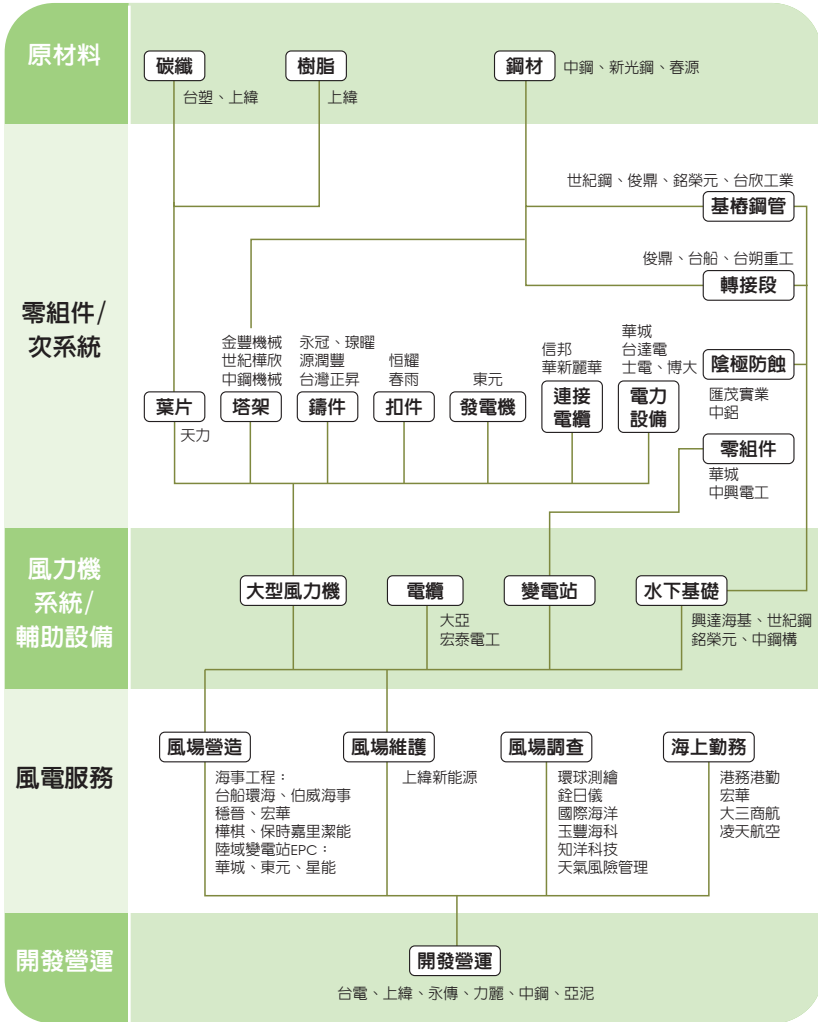 原材料
碳纖
台塑、上緯
樹脂
上緯
鋼材
中鋼、新光鋼、春源
零組件/
次系統
世紀鋼、俊鼎、銘榮元、台欣工業
基樁鋼管
俊鼎、台船、台朔重工
轉接段
陰極防蝕
匯茂實業
中鋁
零組件
華城
中興電工
葉片
天力
金豐機械
世紀樺欣
中鋼機械
塔架
永冠、璟曜
源潤豐
台灣正昇
鑄件
恒耀
春雨
扣件
東元
發電機
信邦
華新麗華
連接
電纜
華城
台達電
士電、博大
電力
設備
風力機
系統/
輔助設備
大型風力機
電纜
大亞
宏泰電工
變電站
水下基礎
興達海基、世紀鋼
銘榮元、中鋼構
風電服務
風場營造
海事工程：
台船環海、伯威海事
穩晉、宏華
樺棋、保時嘉里潔能
陸域變電站EPC：
華城、東元、星能
風場維護
上緯新能源
風場調查
環球測繪
銓日儀
國際海洋
玉豐海科
知洋科技
天氣風險管理
海上勤務
港務港勤
宏華
大三商航
凌天航空
開發營運
開發營運
台電、上緯、永傳、力麗、中鋼、亞泥